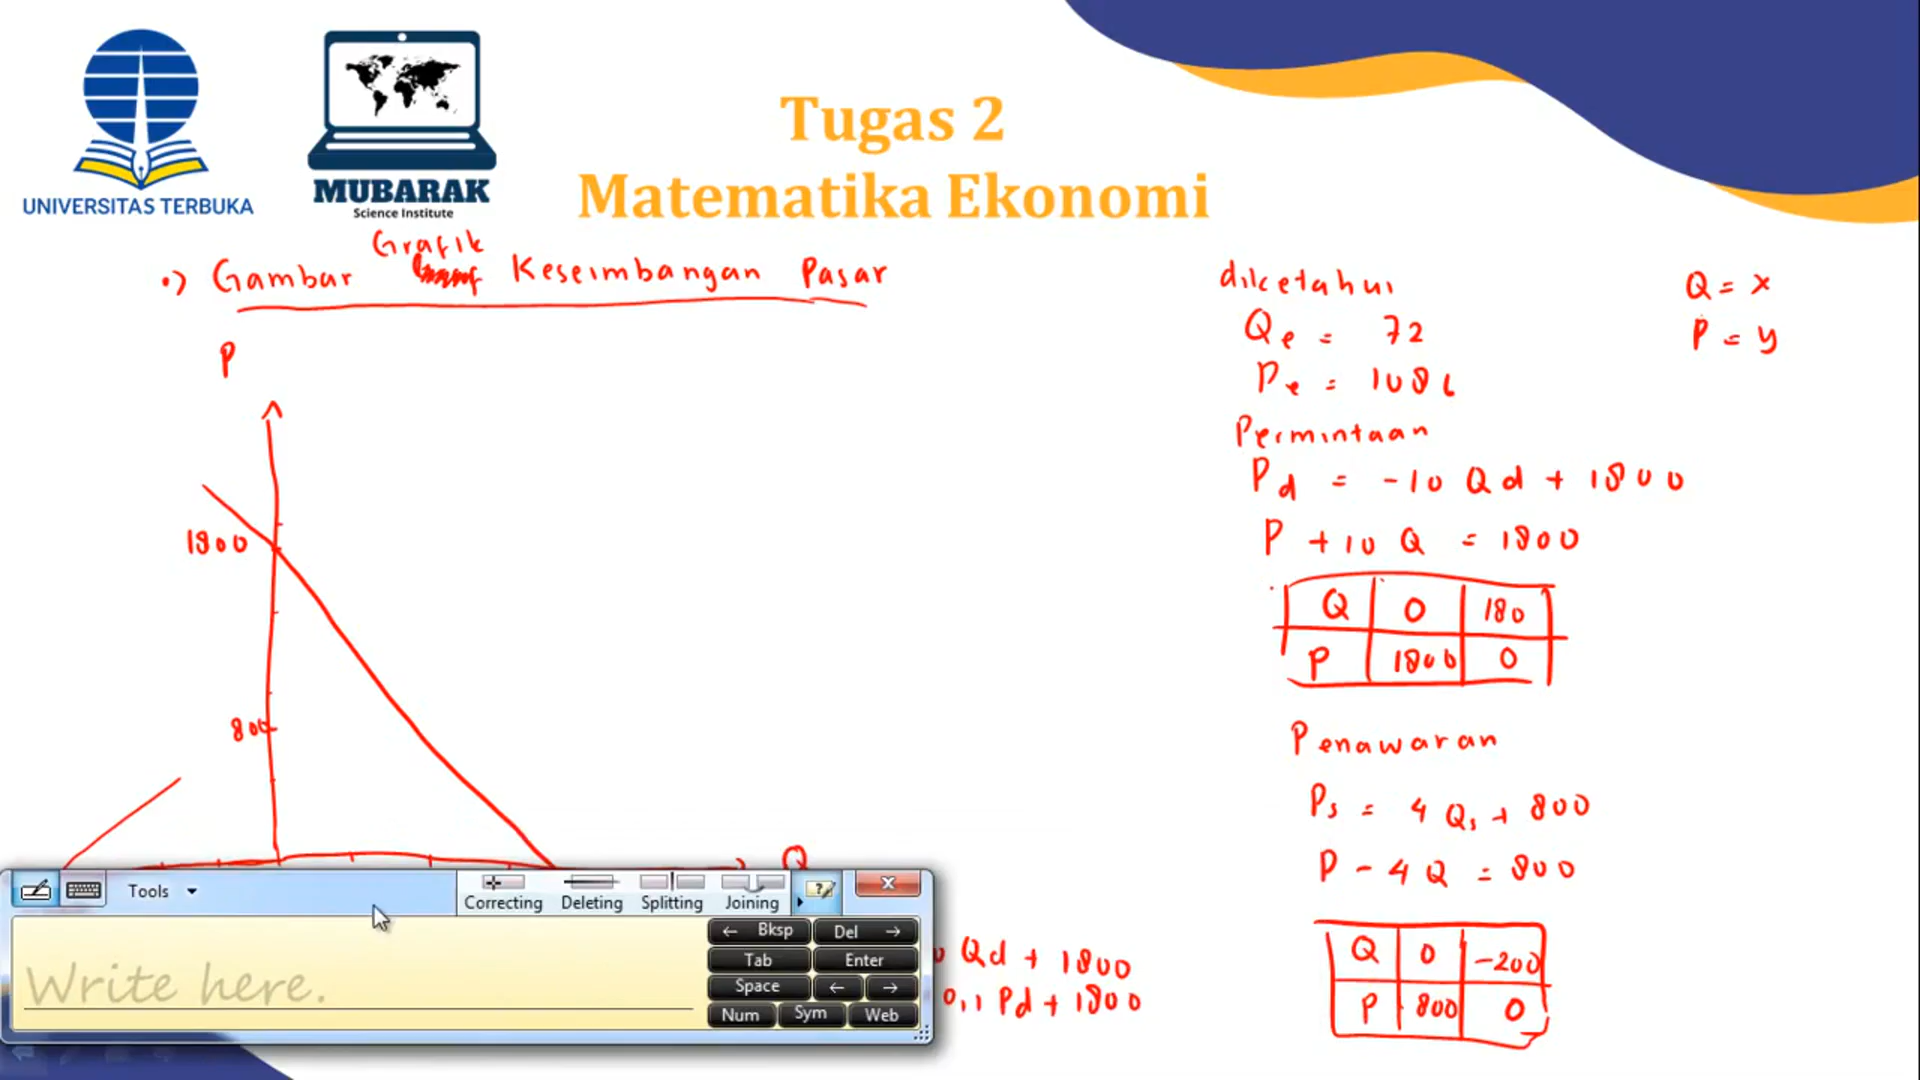 UNIVERSITAS TERBUKA
MUBARAK
Science Institute
Tugas 2
Matematika Ekonomi
Grafik
•) Gambar Keseimbangan Pasar
P
1800
800
Q
diketahui
Qe = 72
Pe = 108
Permintaan
Pd = -10 Qd + 1800
P + 10 Q = 1800
Q 0 180
P 1800 0
Penawaran
Ps = 4 Qs + 800
P - 4Q = 800
Q 0 -200
P 800 0
Q = x
P = y
Qd + 1800
0,1 Pd + 1800
Tools
Correcting Deleting Splitting Joining
Write here.
← Bksp Del →
Tab Enter
Space ← →
Num Sym Web